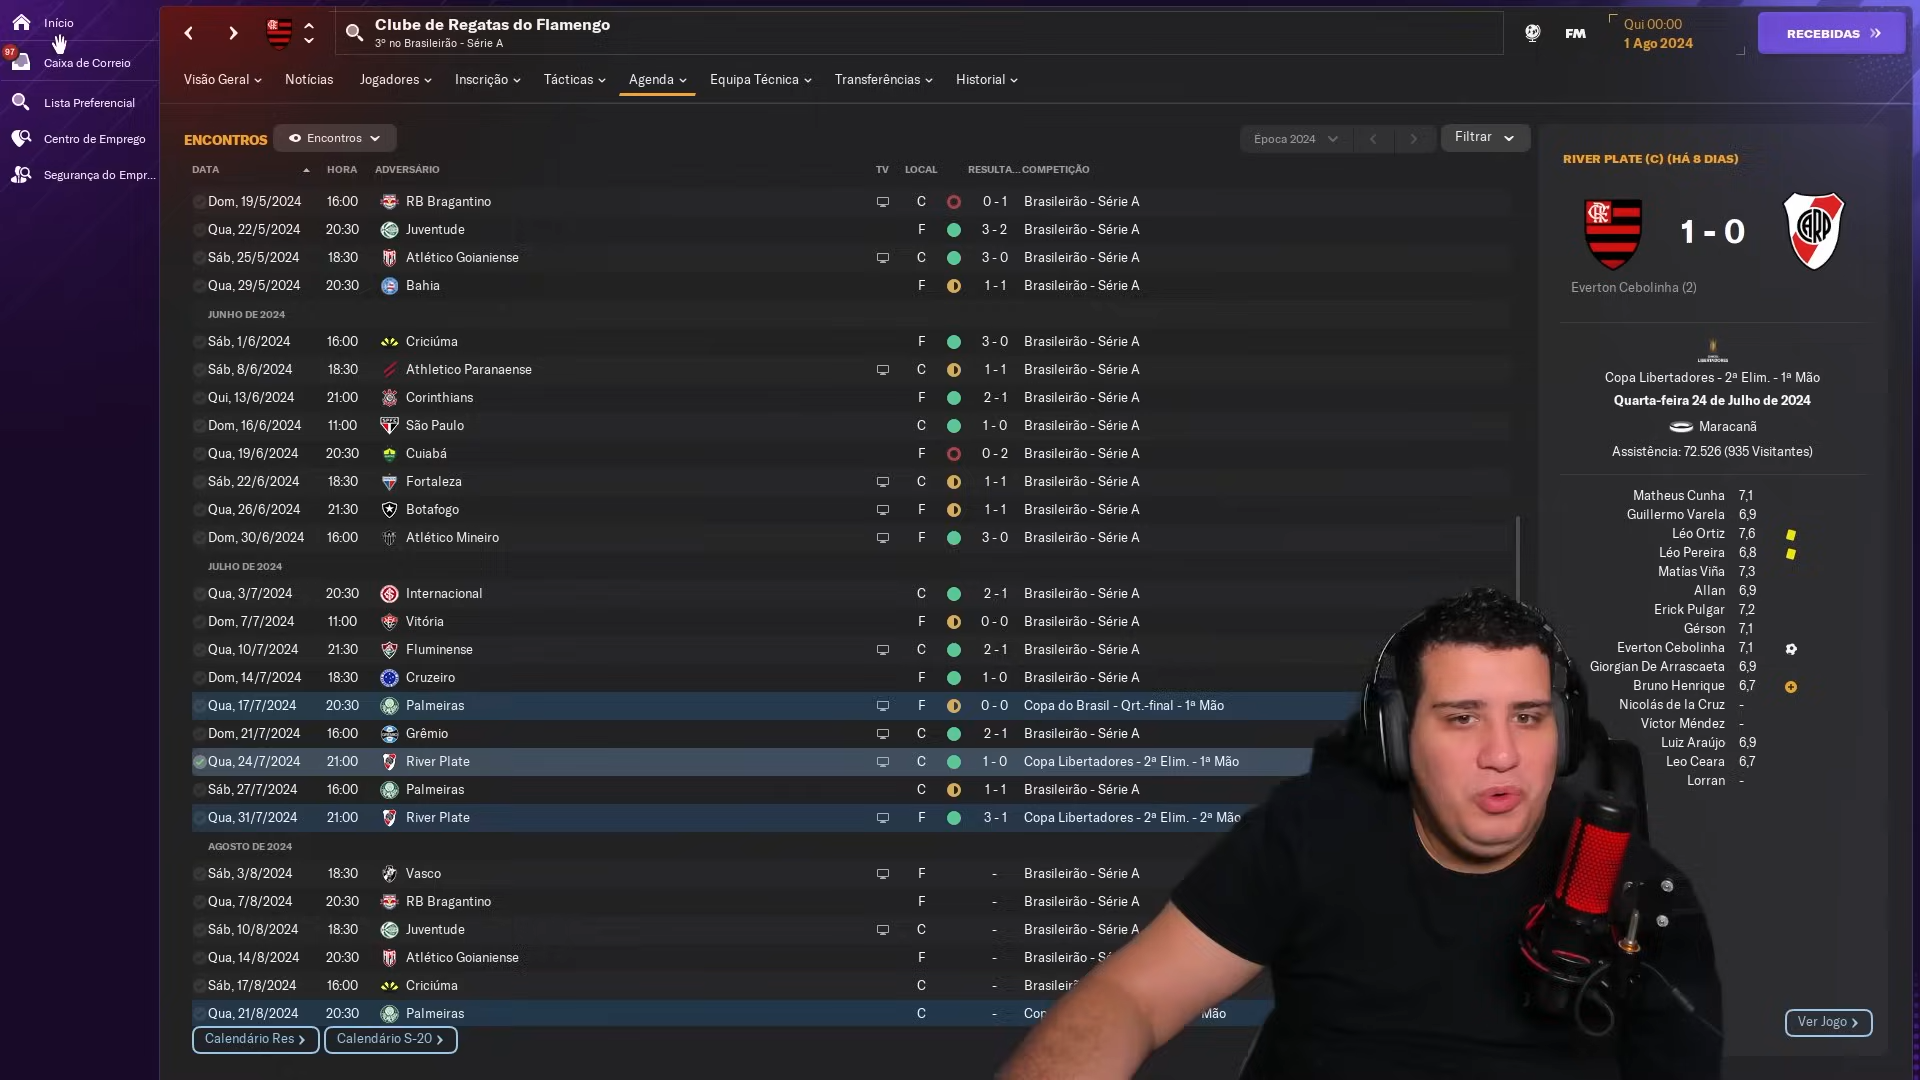 Início
97
Caixa de Correio
Lista Preferencial
Centro de Emprego
Segurança do Empr...
Clube de Regatas do Flamengo
3º no Brasileirão - Série A
FM
Qui 00:00
1 Ago 2024
RECEBIDAS
Visão Geral Notícias Jogadores Inscrição Tácticas Agenda Equipa Técnica Transferências Historial
ENCONTROS Encontros Época 2024 Filtrar
DATA HORA ADVERSÁRIO TV LOCAL RESULTA... COMPETIÇÃO
Dom, 19/5/2024 16:00 RB Bragantino C 0 - 1 Brasileirão - Série A
Qua, 22/5/2024 20:30 Juventude F 3 - 2 Brasileirão - Série A
Sáb, 25/5/2024 18:30 Atlético Goianiense C 3 - 0 Brasileirão - Série A
Qua, 29/5/2024 20:30 Bahia F 1 - 1 Brasileirão - Série A
JUNHO DE 2024
Sáb, 1/6/2024 16:00 Criciúma F 3 - 0 Brasileirão - Série A
Sáb, 8/6/2024 18:30 Athletico Paranaense C 1 - 1 Brasileirão - Série A
Qui, 13/6/2024 21:00 Corinthians F 2 - 1 Brasileirão - Série A
Dom, 16/6/2024 11:00 São Paulo C 1 - 0 Brasileirão - Série A
Qua, 19/6/2024 20:30 Cuiabá F 0 - 2 Brasileirão - Série A
Sáb, 22/6/2024 18:30 Fortaleza C 1 - 1 Brasileirão - Série A
Qua, 26/6/2024 21:30 Botafogo F 1 - 1 Brasileirão - Série A
Dom, 30/6/2024 16:00 Atlético Mineiro F 3 - 0 Brasileirão - Série A
JULHO DE 2024
Qua, 3/7/2024 20:30 Internacional C 2 - 1 Brasileirão - Série A
Dom, 7/7/2024 11:00 Vitória F 0 - 0 Brasileirão - Série A
Qua, 10/7/2024 21:30 Fluminense C 2 - 1 Brasileirão - Série A
Dom, 14/7/2024 18:30 Cruzeiro F 1 - 0 Brasileirão - Série A
Qua, 17/7/2024 20:30 Palmeiras F 0 - 0 Copa do Brasil - Qrt.-final - 1ª Mão
Dom, 21/7/2024 16:00 Grêmio C 2 - 1 Brasileirão - Série A
Qua, 24/7/2024 21:00 River Plate C 1 - 0 Copa Libertadores - 2ª Elim. - 1ª Mão
Sáb, 27/7/2024 16:00 Palmeiras C 1 - 1 Brasileirão - Série A
Qua, 31/7/2024 21:00 River Plate F 3 - 1 Copa Libertadores - 2ª Elim. - 2ª Mão
AGOSTO DE 2024
Sáb, 3/8/2024 18:30 Vasco F - Brasileirão - Série A
Qua, 7/8/2024 20:30 RB Bragantino F - Brasileirão - Série A
Sáb, 10/8/2024 18:30 Juventude C - Brasileirão - Série A
Qua, 14/8/2024 20:30 Atlético Goianiense F - Brasileirão - Sé
Sáb, 17/8/2024 16:00 Criciúma C - Brasileir
Qua, 21/8/2024 20:30 Palmeiras C - Cop Mão
Calendário Res Calendário S-20
RIVER PLATE (C) (HÁ 8 DIAS)
1 - 0
Everton Cebolinha (2)
LIBERTADORES
Copa Libertadores - 2ª Elim. - 1ª Mão
Quarta-feira 24 de Julho de 2024
Maracanã
Assistência: 72.526 (935 Visitantes)
Matheus Cunha 7,1
Guillermo Varela 6,9
Léo Ortiz 7,6
Léo Pereira 6,8
Matías Viña 7,3
Allan 6,9
Erick Pulgar 7,2
Gérson 7,1
Everton Cebolinha 7,1
Giorgian De Arrascaeta 6,9
Bruno Henrique 6,7
Nicolás de la Cruz -
Víctor Méndez -
Luiz Araújo 6,9
Leo Ceara 6,7
Lorran -
Ver Jogo